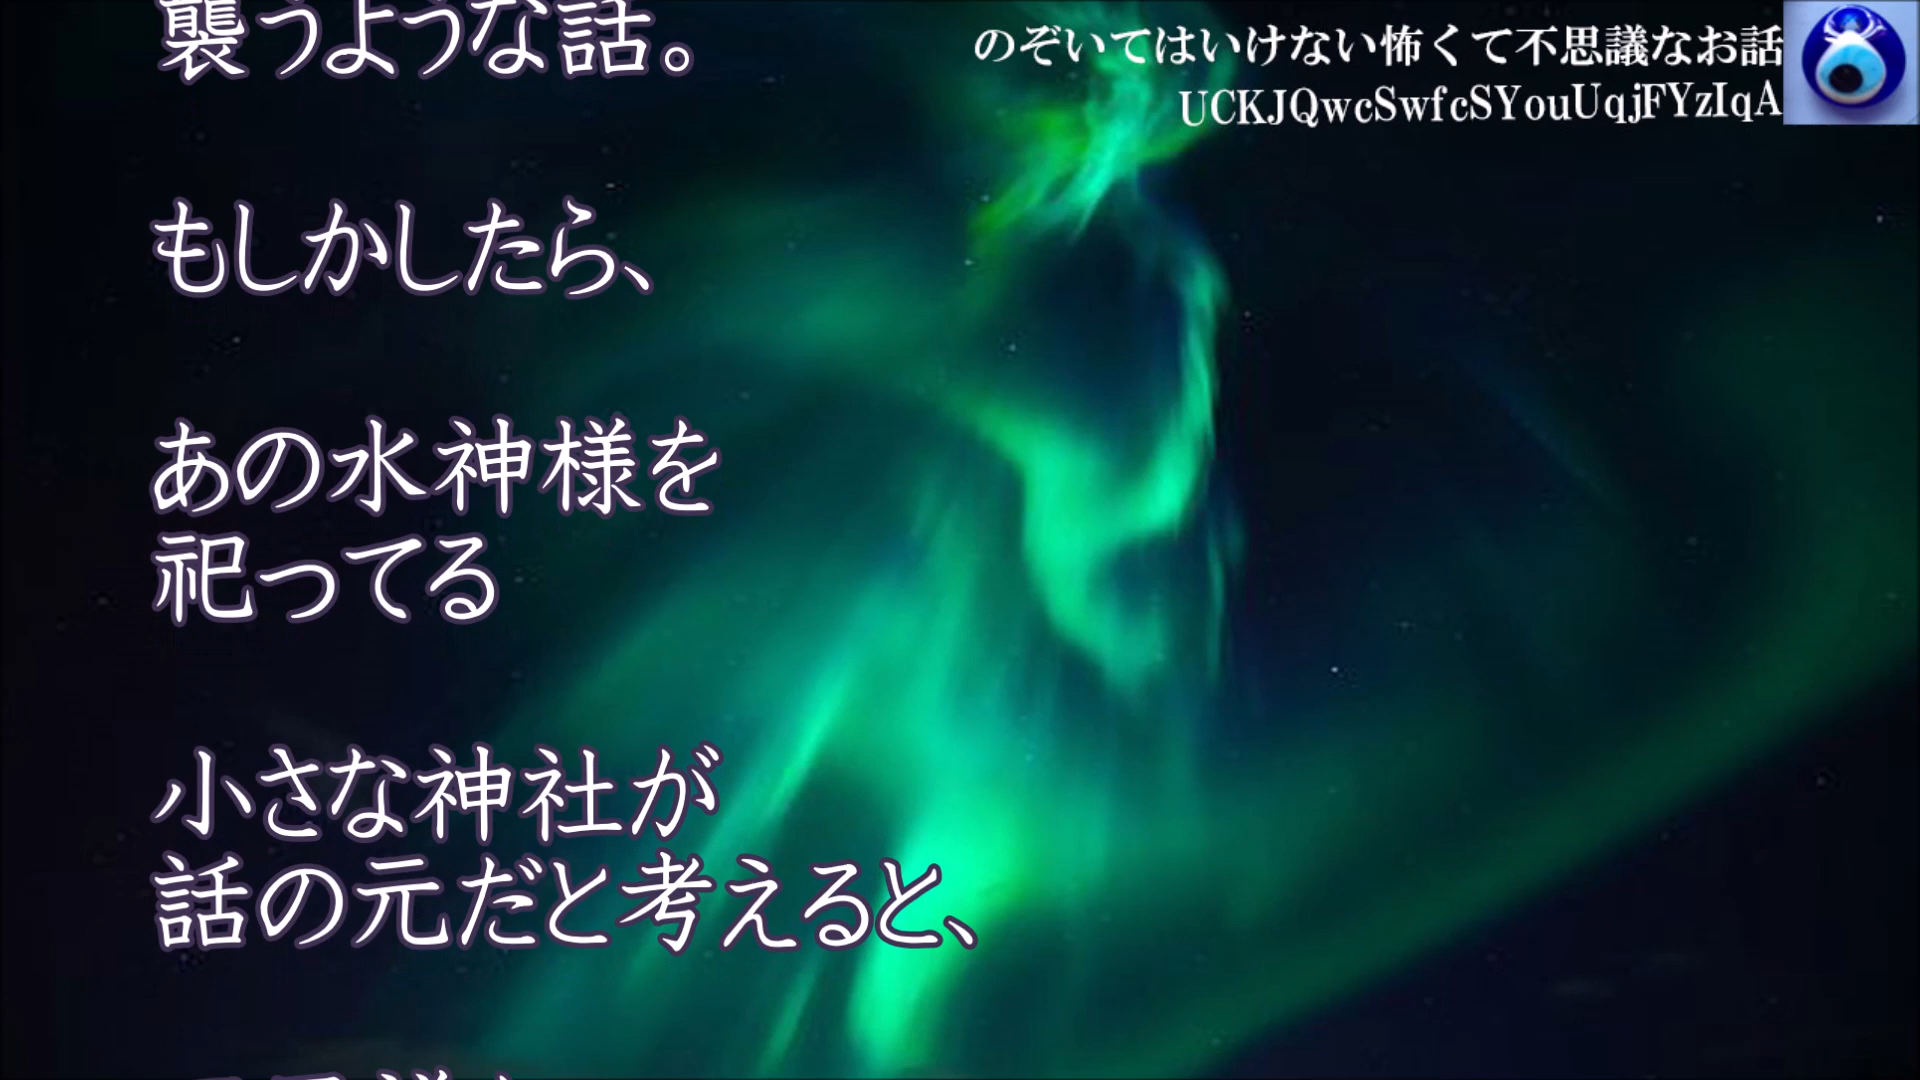 襲うような話。
のぞいてはいけない怖くて不思議なお話
UCKJQwcSwfcSYouUqjFYzIqA
もしかしたら、
あの水神様を
祀ってる
小さな神社が
話の元だと考えると、